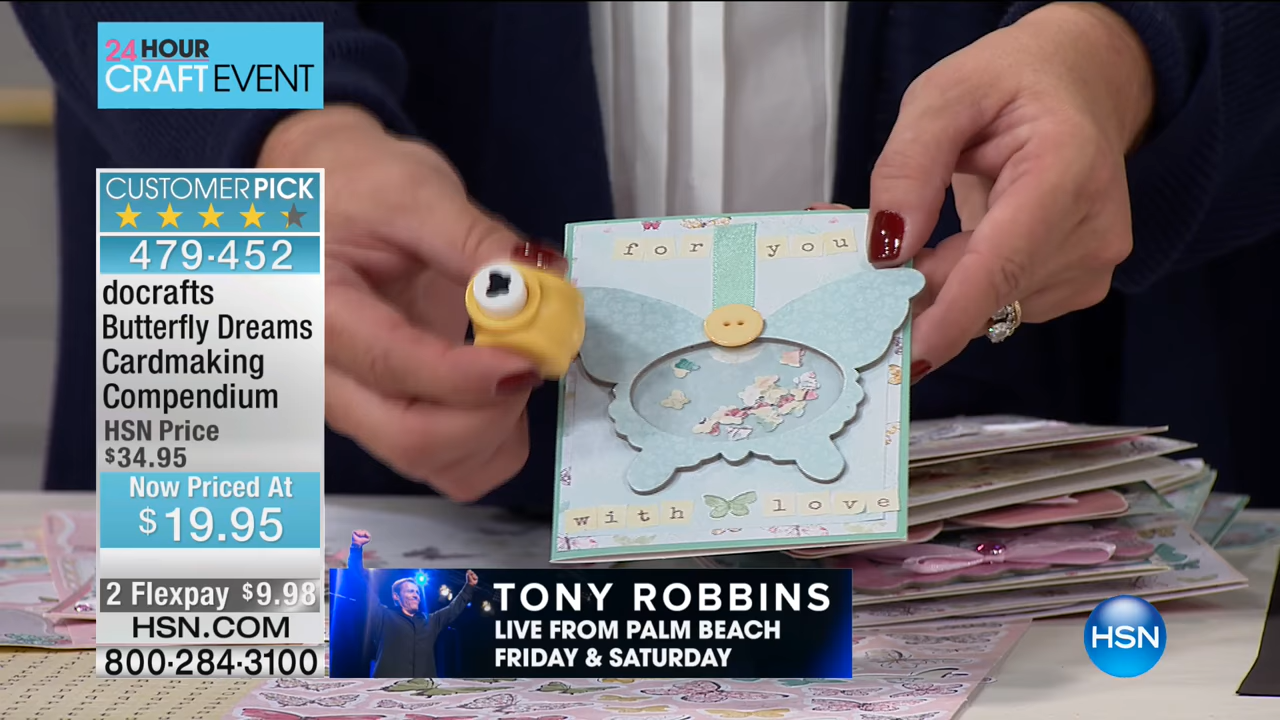 24 HOUR
CRAFT EVENT
CUSTOMER PICK
479-452
docrafts
Butterfly Dreams
Cardmaking
Compendium
HSN Price
$34.95
Now Priced At
$19.95
2 Flexpay $9.98
HSN.COM
800-284-3100
for you
with love
TONY ROBBINS
LIVE FROM PALM BEACH
FRIDAY & SATURDAY
HSN